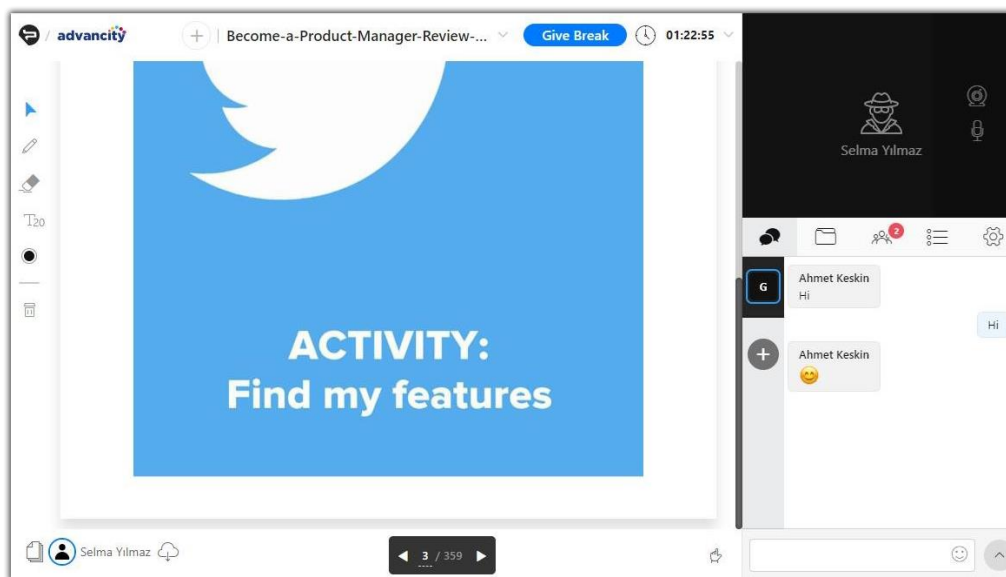 advancity
Become-a-Product-Manager-Review-...
Give Break
01:22:55
T20
ACTIVITY:
Find my features
Selma Yılmaz
3 / 359
Selma Yılmaz
2
G
Ahmet Keskin
Hi
Hi
Ahmet Keskin